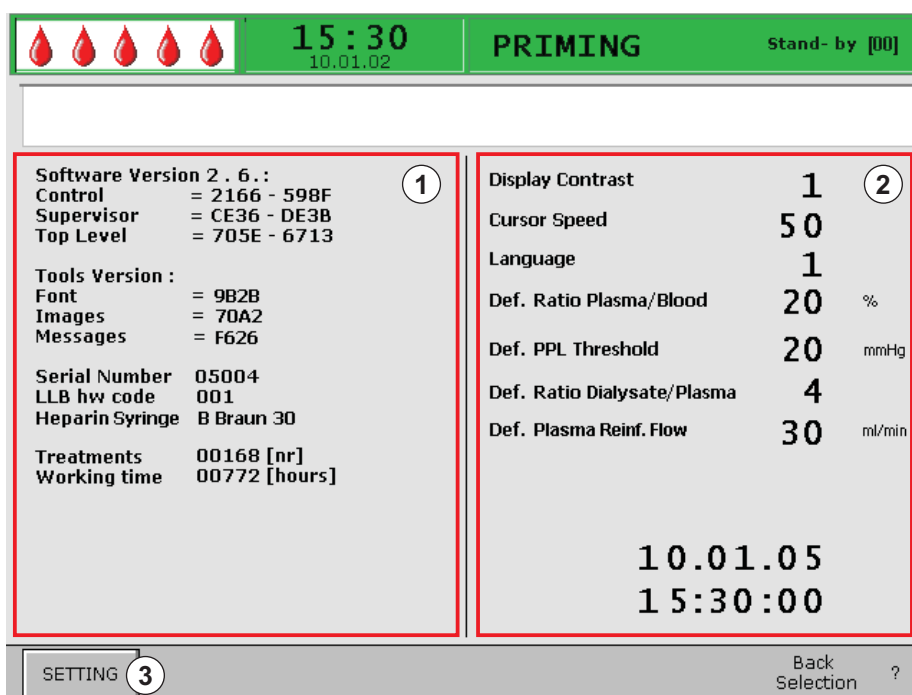 15:30
10.01.02
PRIMING
Stand- by [00]
Software Version 2 . 6.:
Control = 2166 - 598F
Supervisor = CE36 - DE3B
Top Level = 705E - 6713
Tools Version :
Font = 9B2B
Images = 70A2
Messages = F626
Serial Number 05004
LLB hw code 001
Heparin Syringe B Braun 30
Treatments 00168 [nr]
Working time 00772 [hours]
1
Display Contrast 1
Cursor Speed 50
Language 1
Def. Ratio Plasma/Blood 20 %
Def. PPL Threshold 20 mmHg
Def. Ratio Dialysate/Plasma 4
Def. Plasma Reinf. Flow 30 ml/min
2
10.01.05
15:30:00
SETTING
3
Back
Selection
?